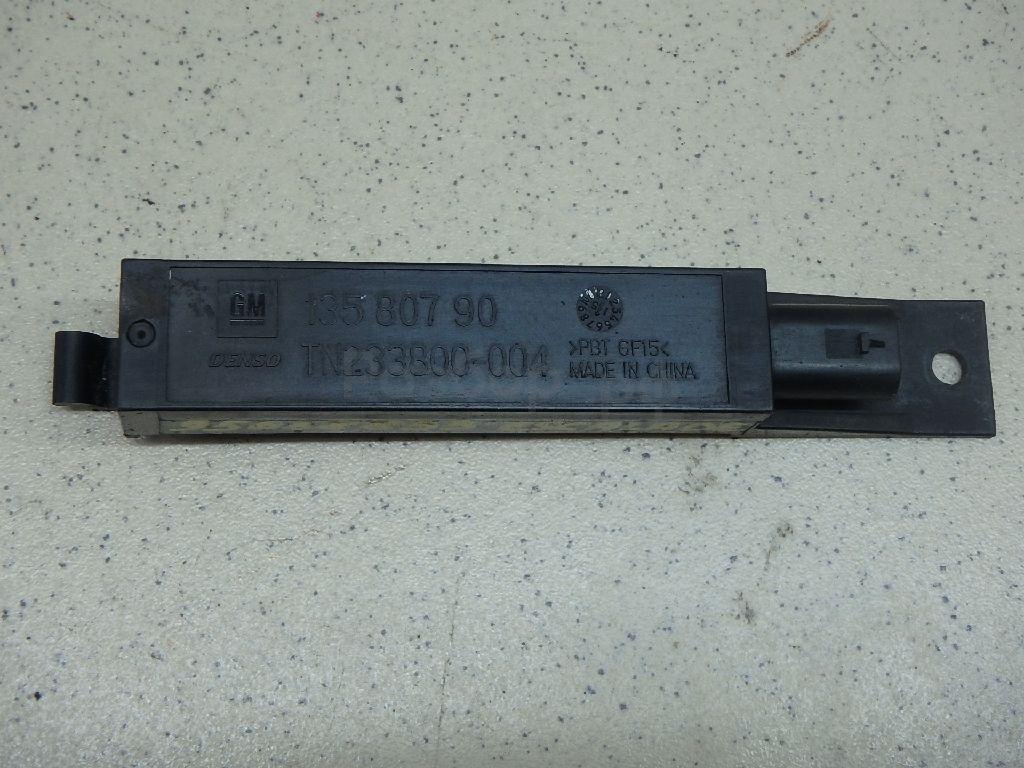 GM 135 807 90
DENSO TN233800-004
>PBT GF15<
MADE IN CHINA